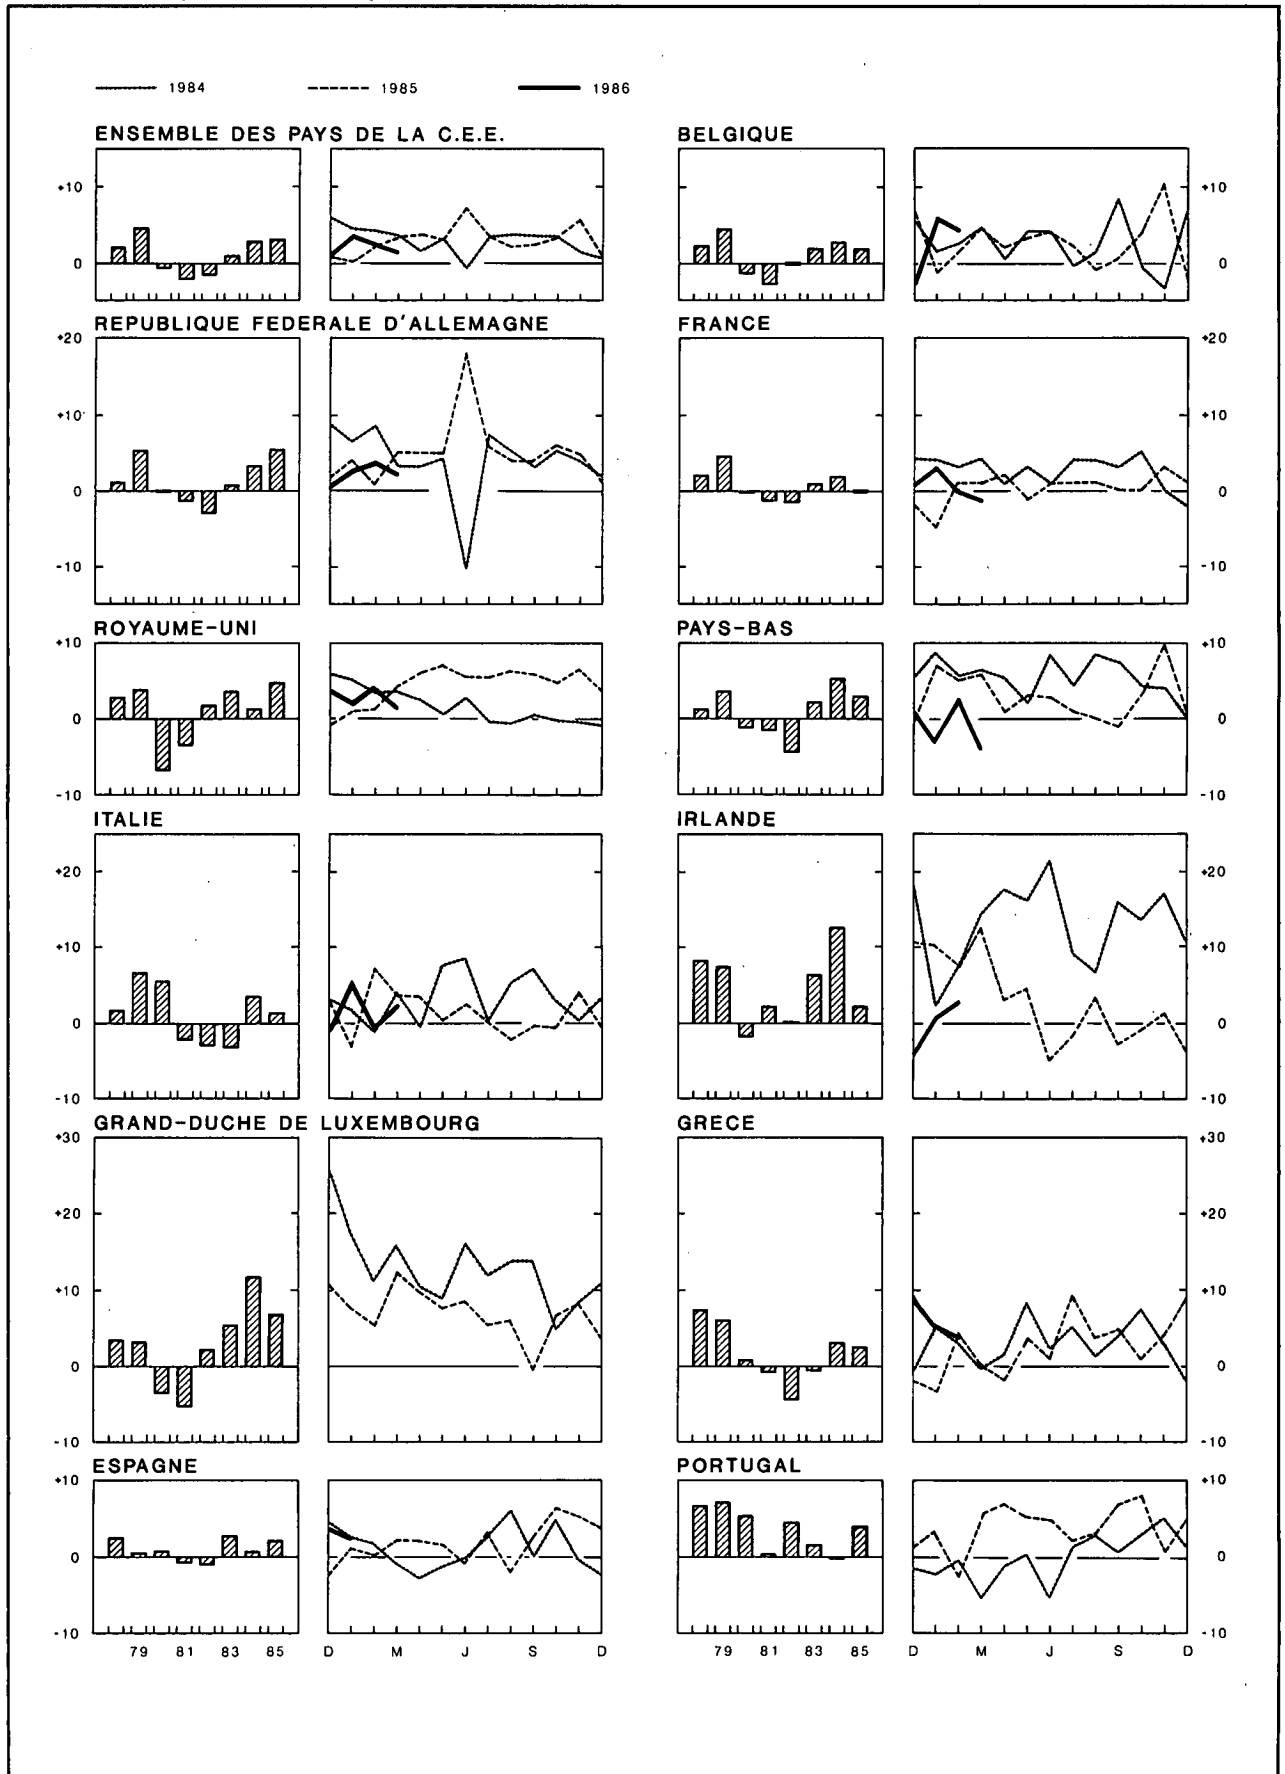 1984 1985 1986
ENSEMBLE DES PAYS DE LA C.E.E. BELGIQUE
+10 +10
0 0
REPUBLIQUE FEDERALE D'ALLEMAGNE FRANCE
+20 +20
+10 +10
0 0
-10 -10
ROYAUME-UNI PAYS-BAS
+10 +10
0 0
-10 -10
ITALIE IRLANDE
+20 +20
+10 +10
0 0
-10 -10
GRAND-DUCHE DE LUXEMBOURG GRECE
+30 +30
+20 +20
+10 +10
0 0
-10 -10
ESPAGNE PORTUGAL
+10 +10
0 0
-10 -10
79 81 83 85 D M J S D 79 81 83 85 D M J S D